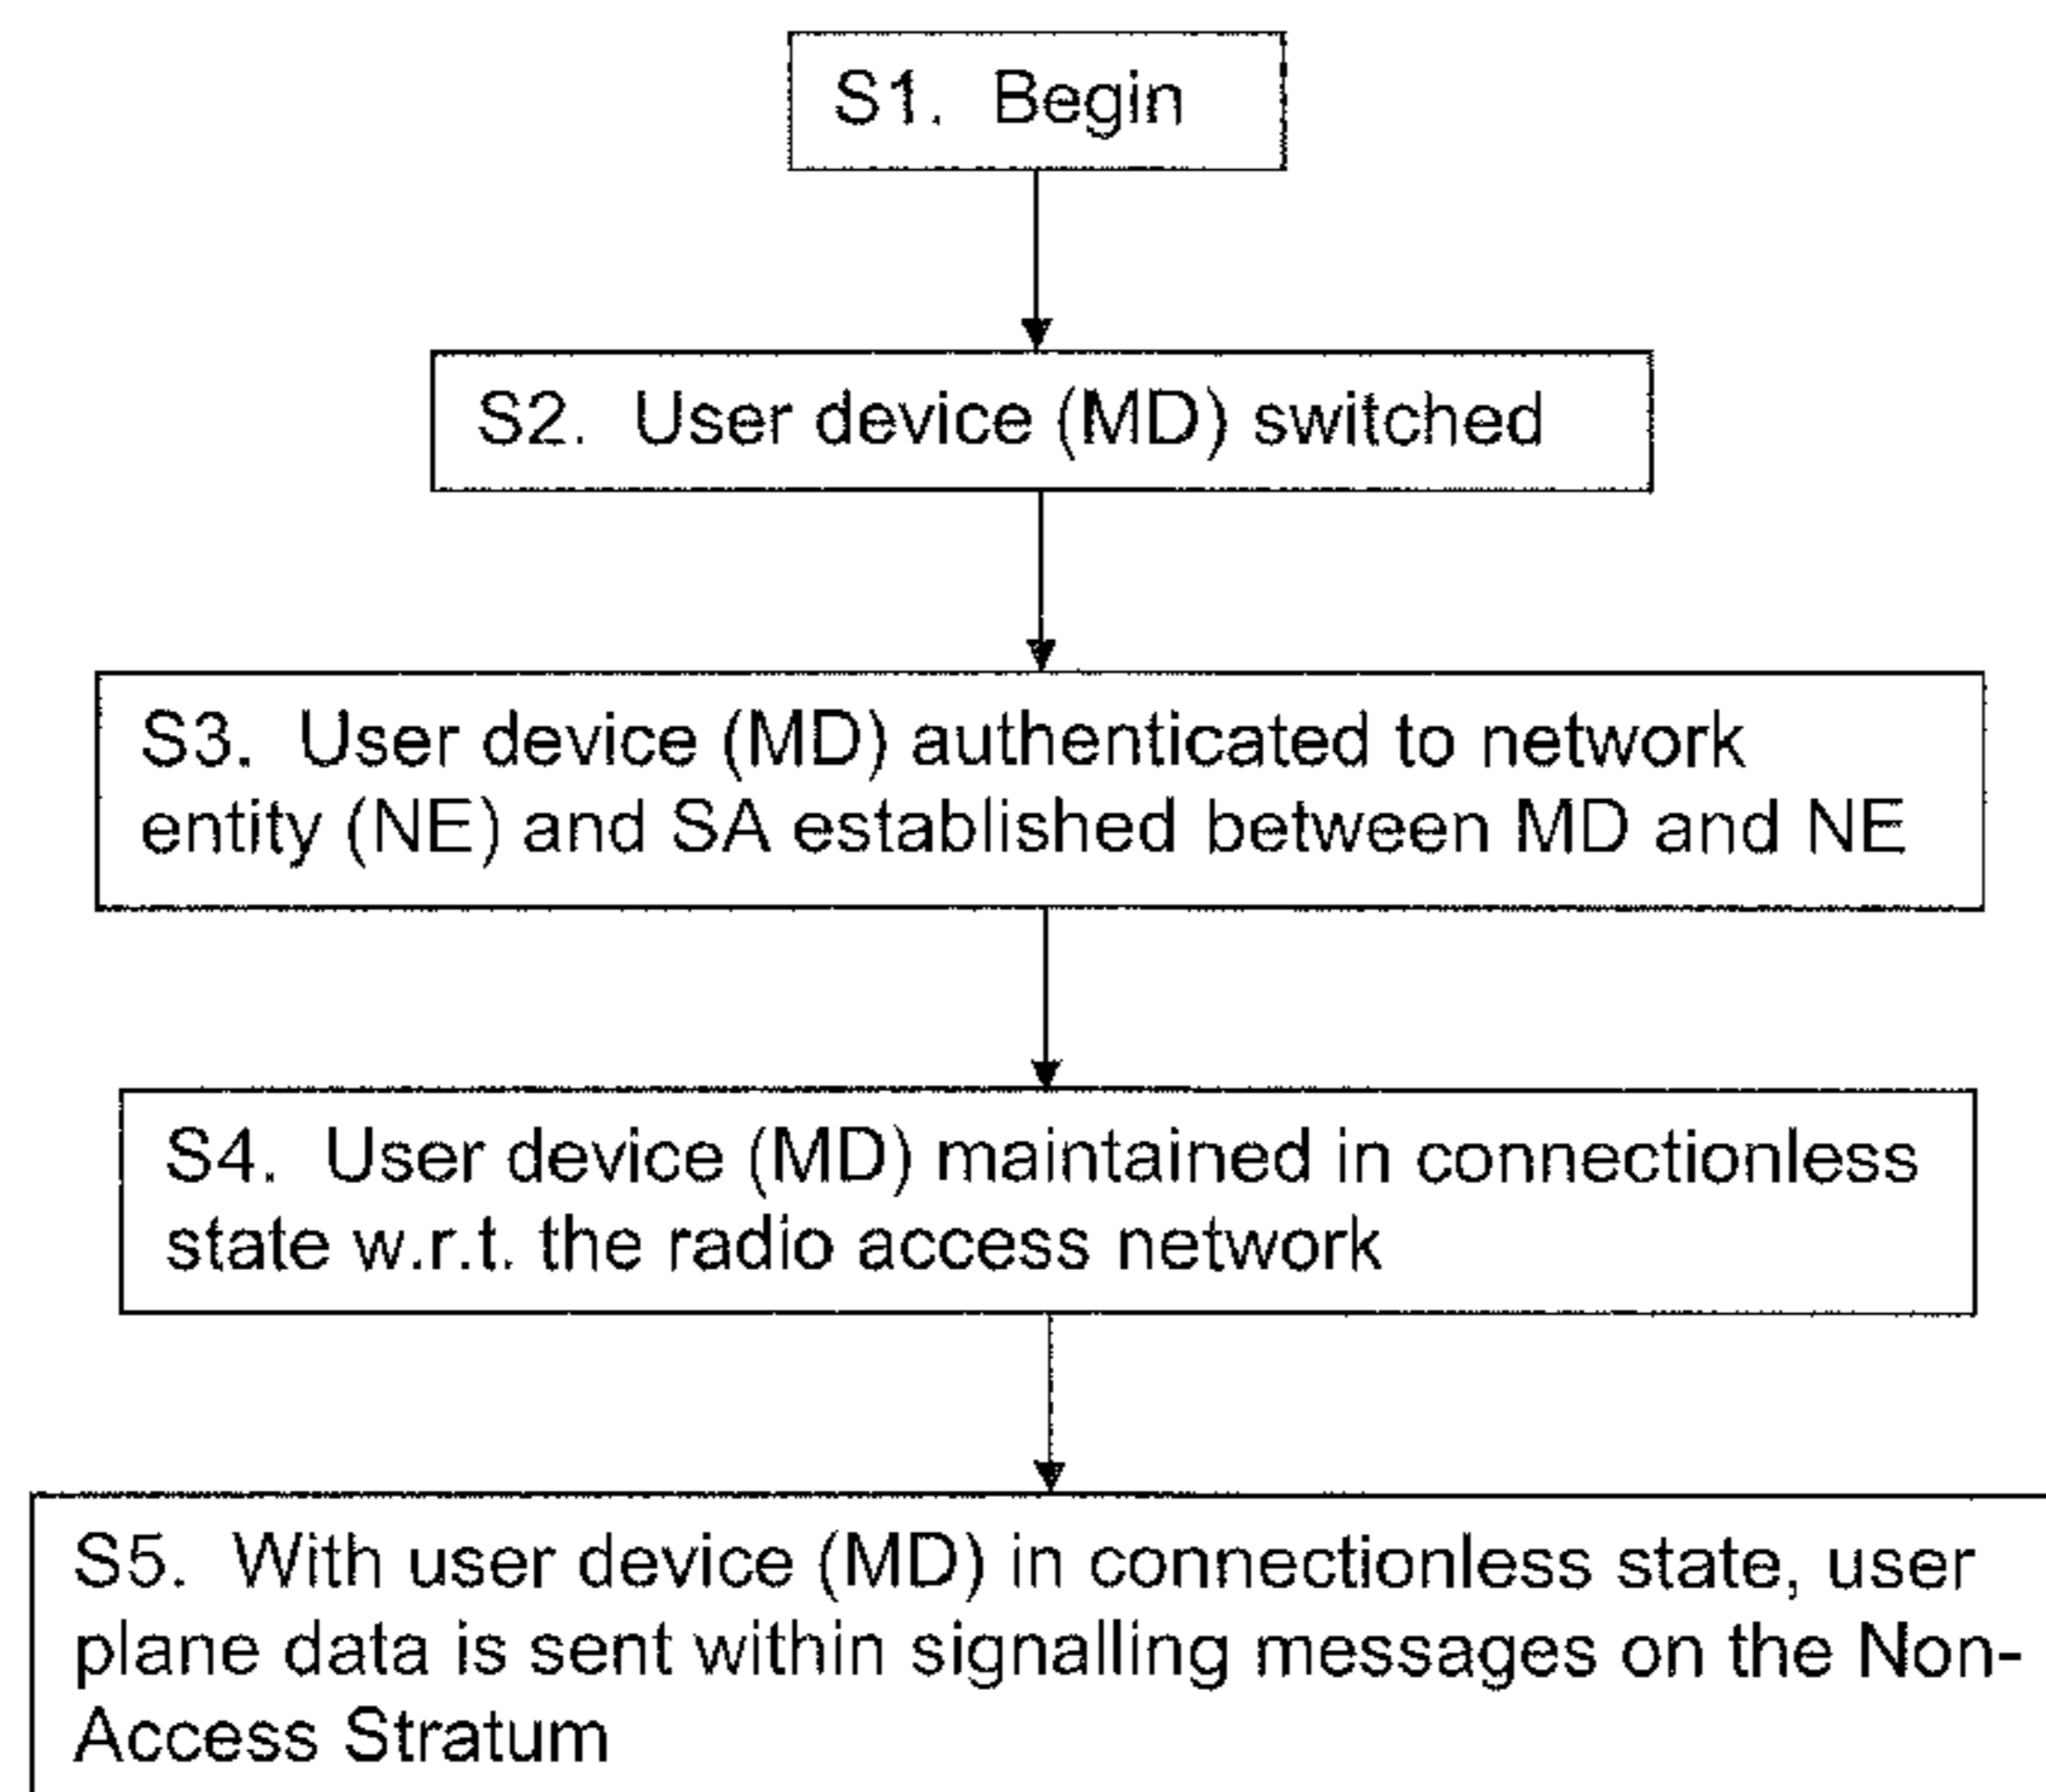 S1. Begin
S2. User device (MD) switched
S3. User device (MD) authenticated to network
entity (NE) and SA established between MD and NE
S4. User device (MD) maintained in connectionless
state w.r.t. the radio access network
S5. With user device (MD) in connectionless state, user
plane data is sent within signalling messages on the Non-
Access Stratum